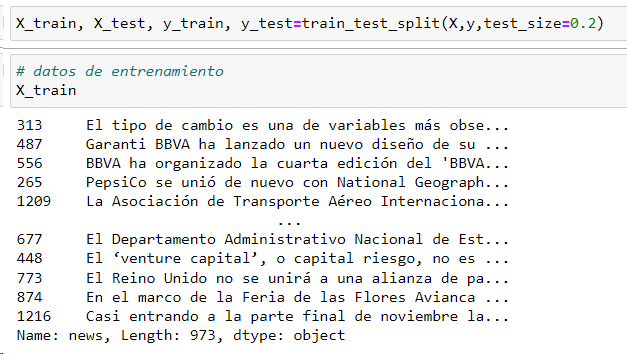 X_train, X_test, y_train, y_test=train_test_split(X,y,test_size=0.2)
# datos de entrenamiento
X_train
313 El tipo de cambio es una de variables más obse...
487 Garanti BBVA ha lanzado un nuevo diseño de su ...
556 BBVA ha organizado la cuarta edición del 'BBVA...
265 PepsiCo se unió de nuevo con National Geograph...
1209 La Asociación de Transporte Aéreo Internaciona...
...
677 El Departamento Administrativo Nacional de Est...
448 El ‘venture capital’, o capital riesgo, no es ...
773 El Reino Unido no se unirá a una alianza de pa...
874 En el marco de la Feria de las Flores Avianca ...
1216 Casi entrando a la parte final de noviembre la...
Name: news, Length: 973, dtype: object